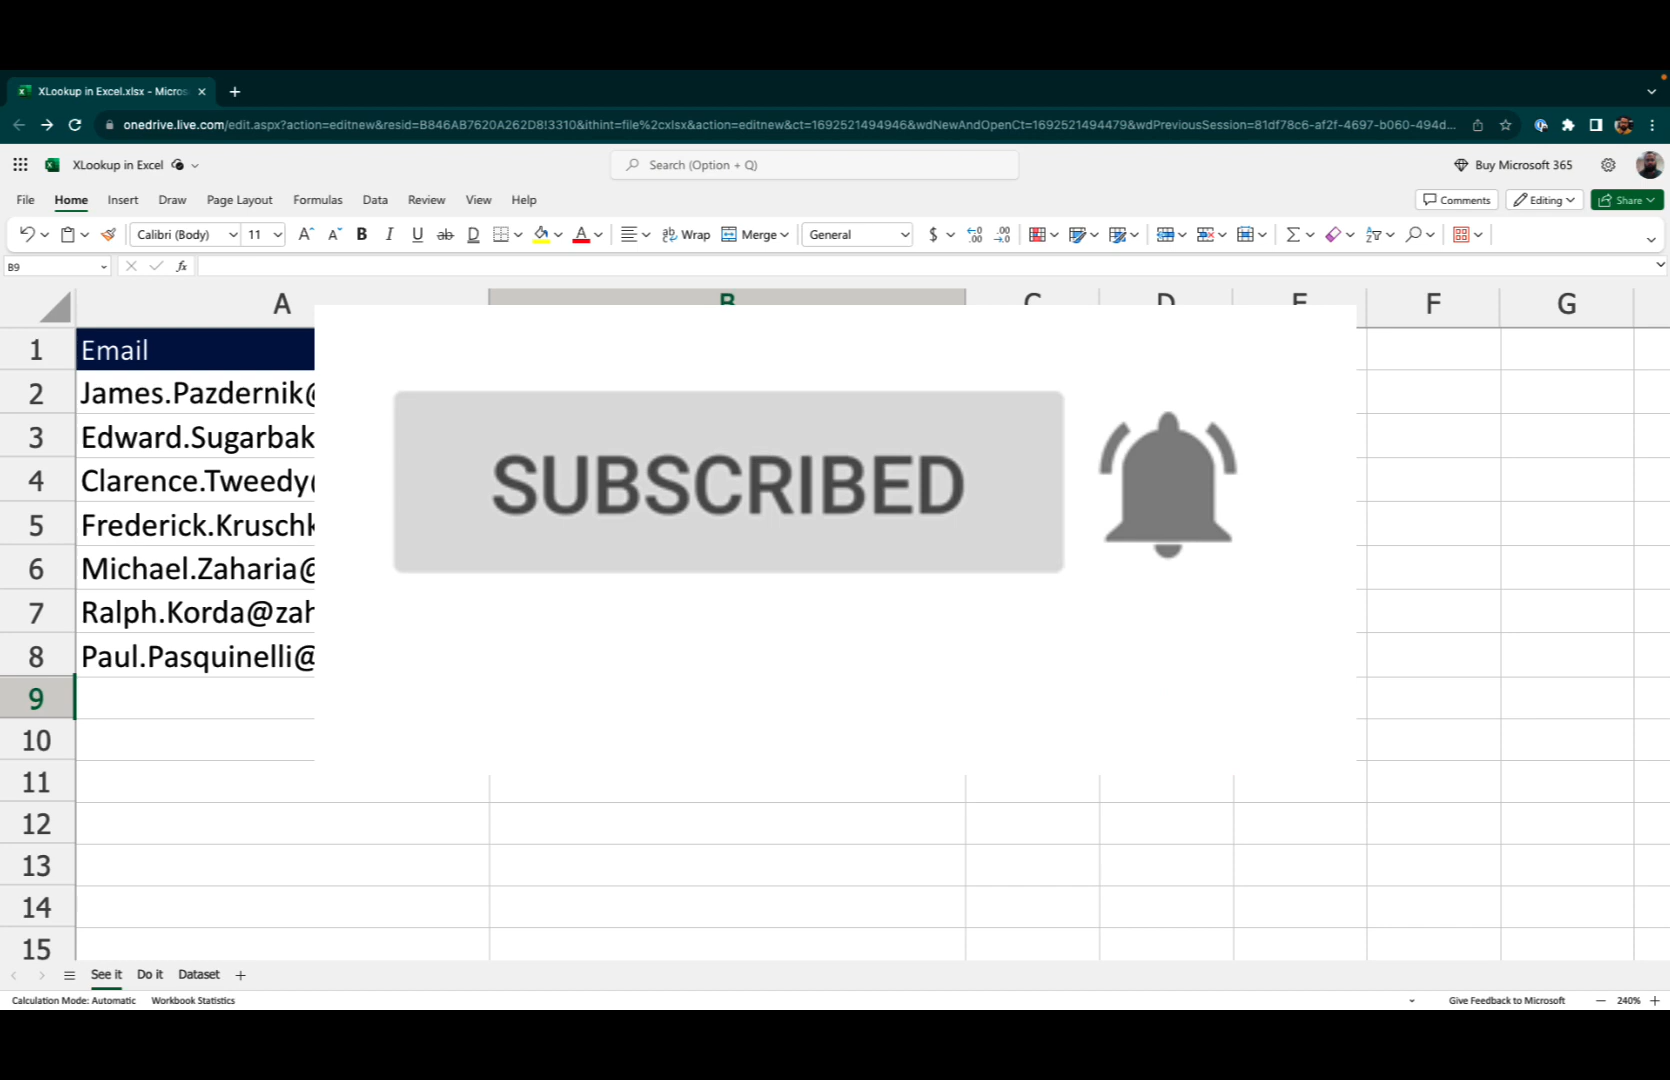 XLookup in Excel.xlsx - Micros
onedrive.live.com/edit.aspx?action=editnew&resid=B846AB7620A262D8!3310&ithint=file%2cxlsx&action=editnew&ct=1692521494946&wdNewAndOpenCt=1692521494479&wdPreviousSession=81df78c6-af2f-4697-b060-494d...
XLookup in Excel
Search (Option + Q)
Buy Microsoft 365
File Home Insert Draw Page Layout Formulas Data Review View Help
Comments Editing Share
Calibri (Body) 11 B I U ab D A Wrap Merge General $
B9 fx
A B C D E F G
1 Email
2 James.Pazdernik@
3 Edward.Sugarbak
4 Clarence.Tweedy@
5 Frederick.Kruschk
6 Michael.Zaharia@
7 Ralph.Korda@zah
8 Paul.Pasquinelli@
9
10
11
12
13
14
15
SUBSCRIBED
See it Do it Dataset
Calculation Mode: Automatic Workbook Statistics
Give Feedback to Microsoft 240%